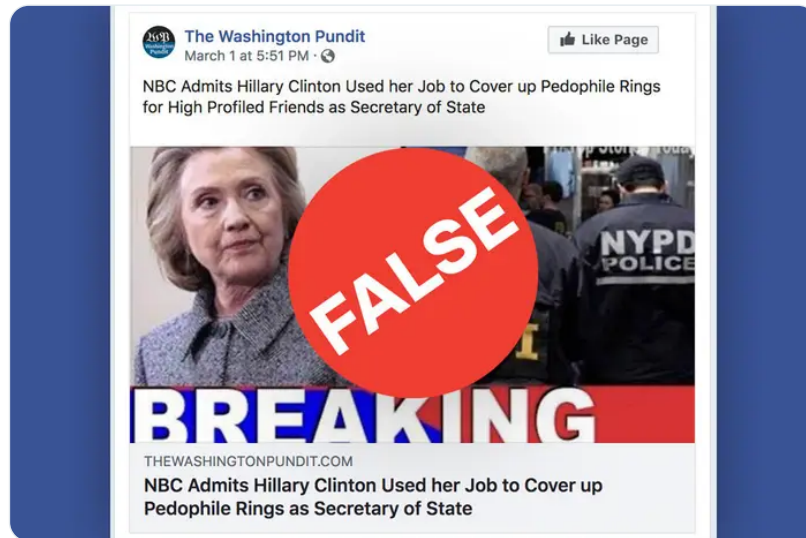 The Washington Pundit
March 1 at 5:51 PM ·
Like Page
NBC Admits Hillary Clinton Used her Job to Cover up Pedophile Rings
for High Profiled Friends as Secretary of State
FALSE
NYPD
POLICE
BREAKING
THEWASHINGTONPUNDIT.COM
NBC Admits Hillary Clinton Used her Job to Cover up
Pedophile Rings as Secretary of State